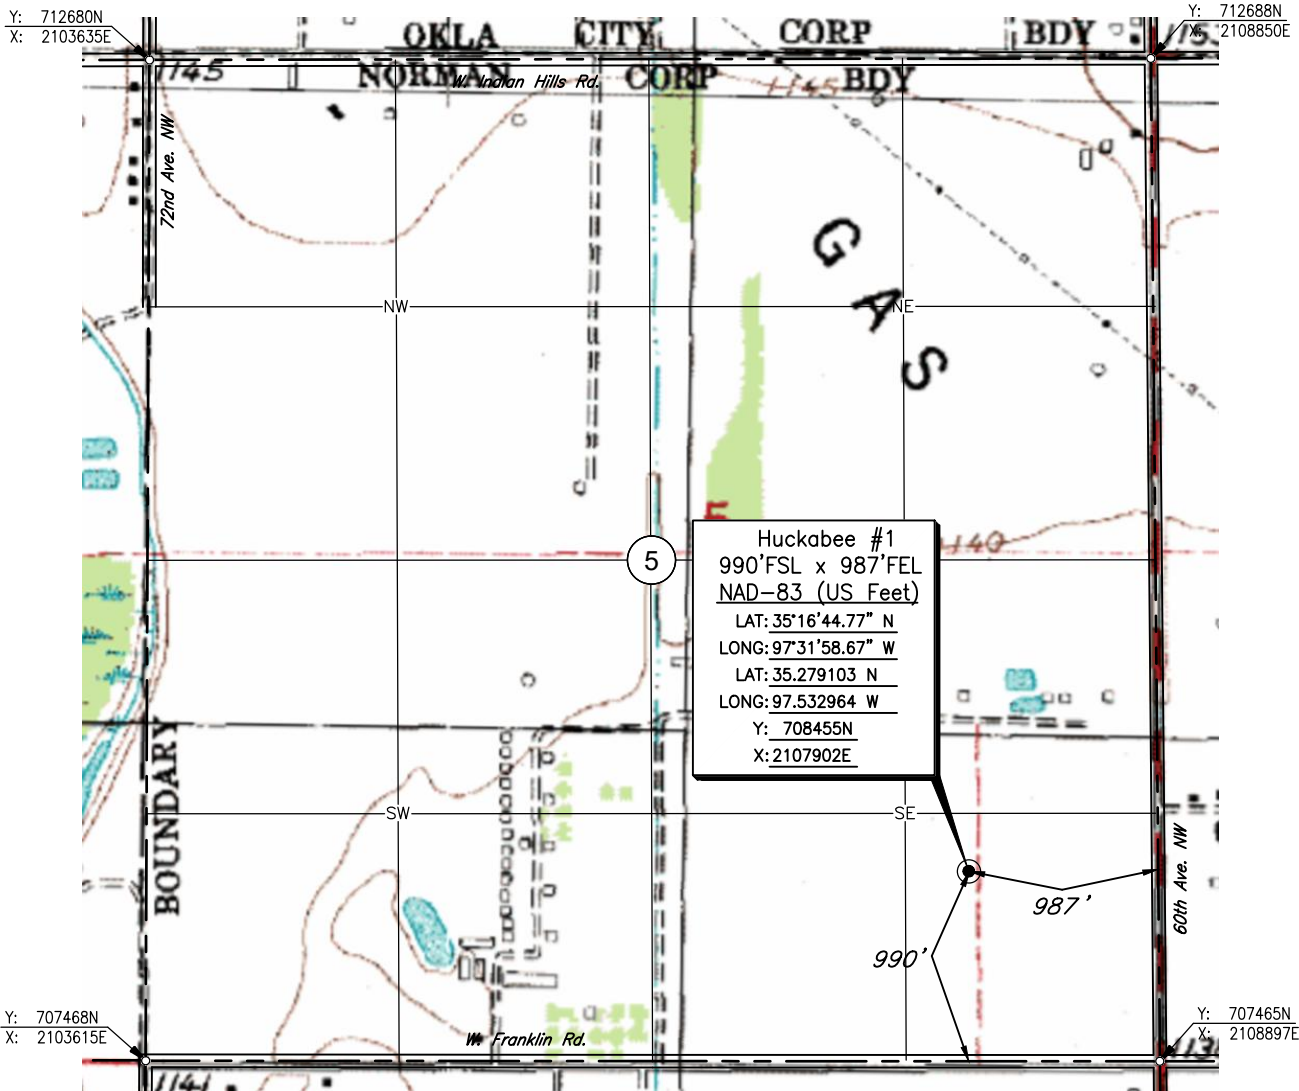 Y: 712680N
X: 2103635E
Y: 712688N
X: 2108850E
OKLA CITY CORP BDY
1145
NORMAN CORP BDY
W. Indian Hills Rd.
1145
72nd Ave. NW
GAS
NW
NE
5
1140
Huckabee #1
990'FSL x 987'FEL
NAD-83 (US Feet)
LAT: 35°16'44.77" N
LONG: 97°31'58.67" W
LAT: 35.279103 N
LONG: 97.532964 W
Y: 708455N
X: 2107902E
BOUNDARY
SW
SE
60th Ave. NW
987'
990'
Y: 707468N
X: 2103615E
W. Franklin Rd.
Y: 707465N
X: 2108897E
1141